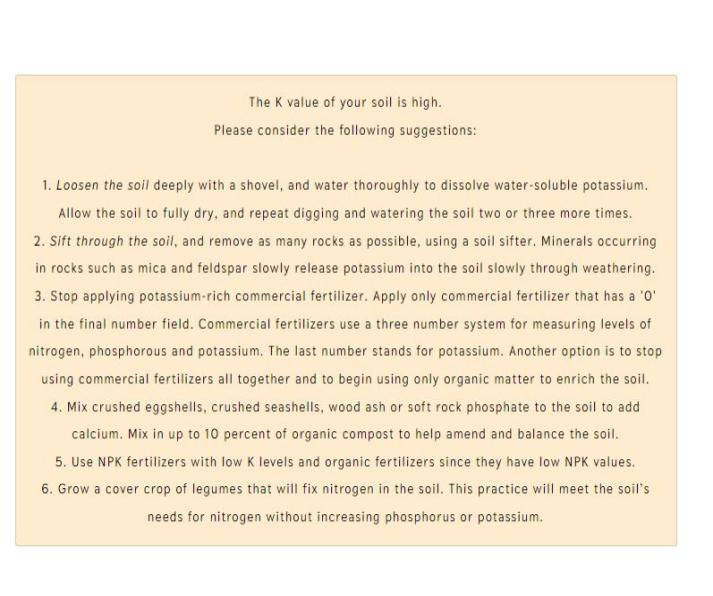 The K value of your soil is high.
Please consider the following suggestions:
1. Loosen the soil deeply with a shovel, and water thoroughly to dissolve water-soluble potassium.
Allow the soil to fully dry, and repeat digging and watering the soil two or three more times.
2. Sift through the soil, and remove as many rocks as possible, using a soil sifter. Minerals occurring
in rocks such as mica and feldspar slowly release potassium into the soil slowly through weathering.
3. Stop applying potassium-rich commercial fertilizer. Apply only commercial fertilizer that has a '0'
in the final number field. Commercial fertilizers use a three number system for measuring levels of
nitrogen, phosphorous and potassium. The last number stands for potassium. Another option is to stop
using commercial fertilizers all together and to begin using only organic matter to enrich the soil.
4. Mix crushed eggshells, crushed seashells, wood ash or soft rock phosphate to the soil to add
calcium. Mix in up to 10 percent of organic compost to help amend and balance the soil.
5. Use NPK fertilizers with low K levels and organic fertilizers since they have low NPK values.
6. Grow a cover crop of legumes that will fix nitrogen in the soil. This practice will meet the soil's
needs for nitrogen without increasing phosphorus or potassium.